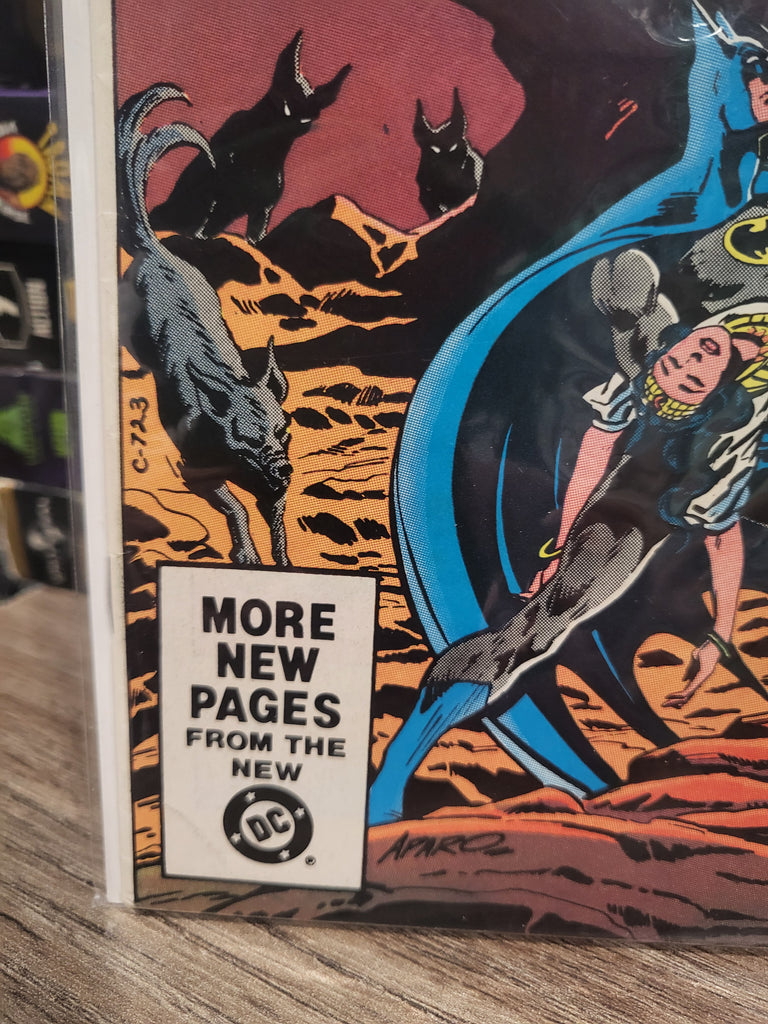 C-723
MORE
NEW
PAGES
FROM THE
NEW
DC
®
APARO